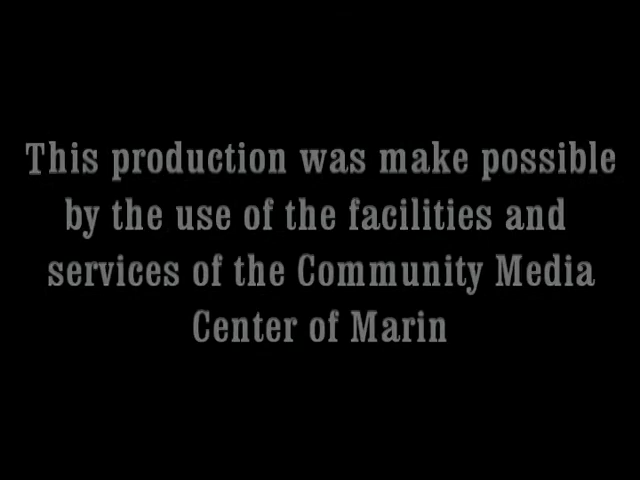 This production was make possible
by the use of the facilities and
services of the Community Media
Center of Marin